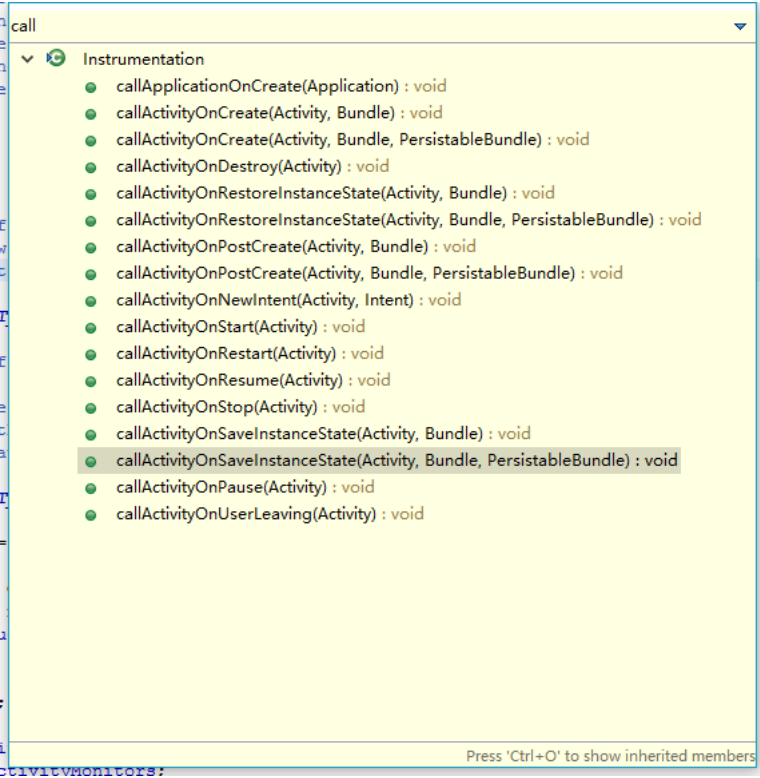 call
Instrumentation
callApplicationOnCreate(Application) : void
callActivityOnCreate(Activity, Bundle) : void
callActivityOnCreate(Activity, Bundle, PersistableBundle) : void
callActivityOnDestroy(Activity) : void
callActivityOnRestoreInstanceState(Activity, Bundle) : void
callActivityOnRestoreInstanceState(Activity, Bundle, PersistableBundle) : void
callActivityOnPostCreate(Activity, Bundle) : void
callActivityOnPostCreate(Activity, Bundle, PersistableBundle) : void
callActivityOnNewIntent(Activity, Intent) : void
callActivityOnStart(Activity) : void
callActivityOnRestart(Activity) : void
callActivityOnResume(Activity) : void
callActivityOnStop(Activity) : void
callActivityOnSaveInstanceState(Activity, Bundle) : void
callActivityOnSaveInstanceState(Activity, Bundle, PersistableBundle) : void
callActivityOnPause(Activity) : void
callActivityOnUserLeaving(Activity) : void
Press 'Ctrl+O' to show inherited members
ctivityMonitors;